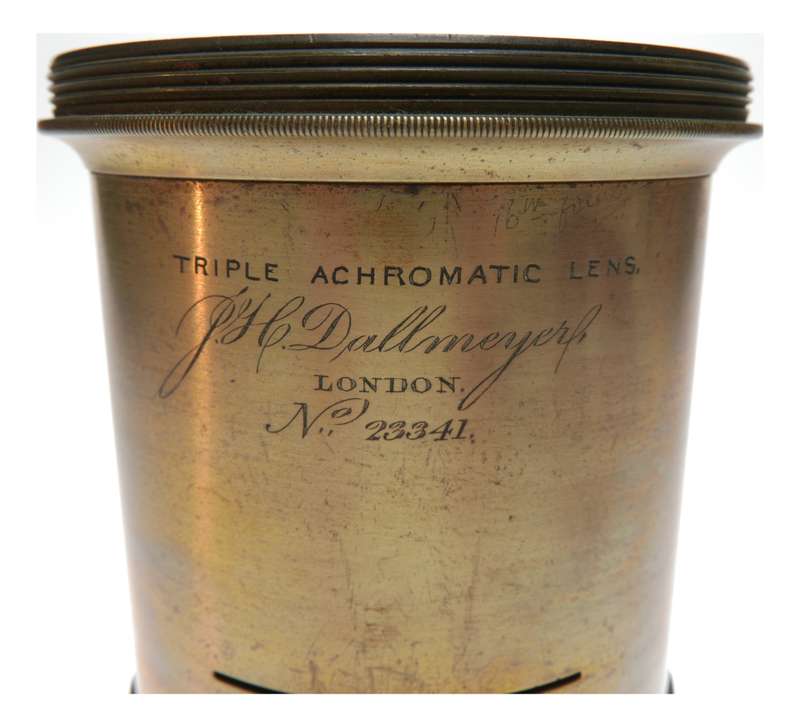 TRIPLE ACHROMATIC LENS.
J.H. Dallmeyer
LONDON.
No. 23341.